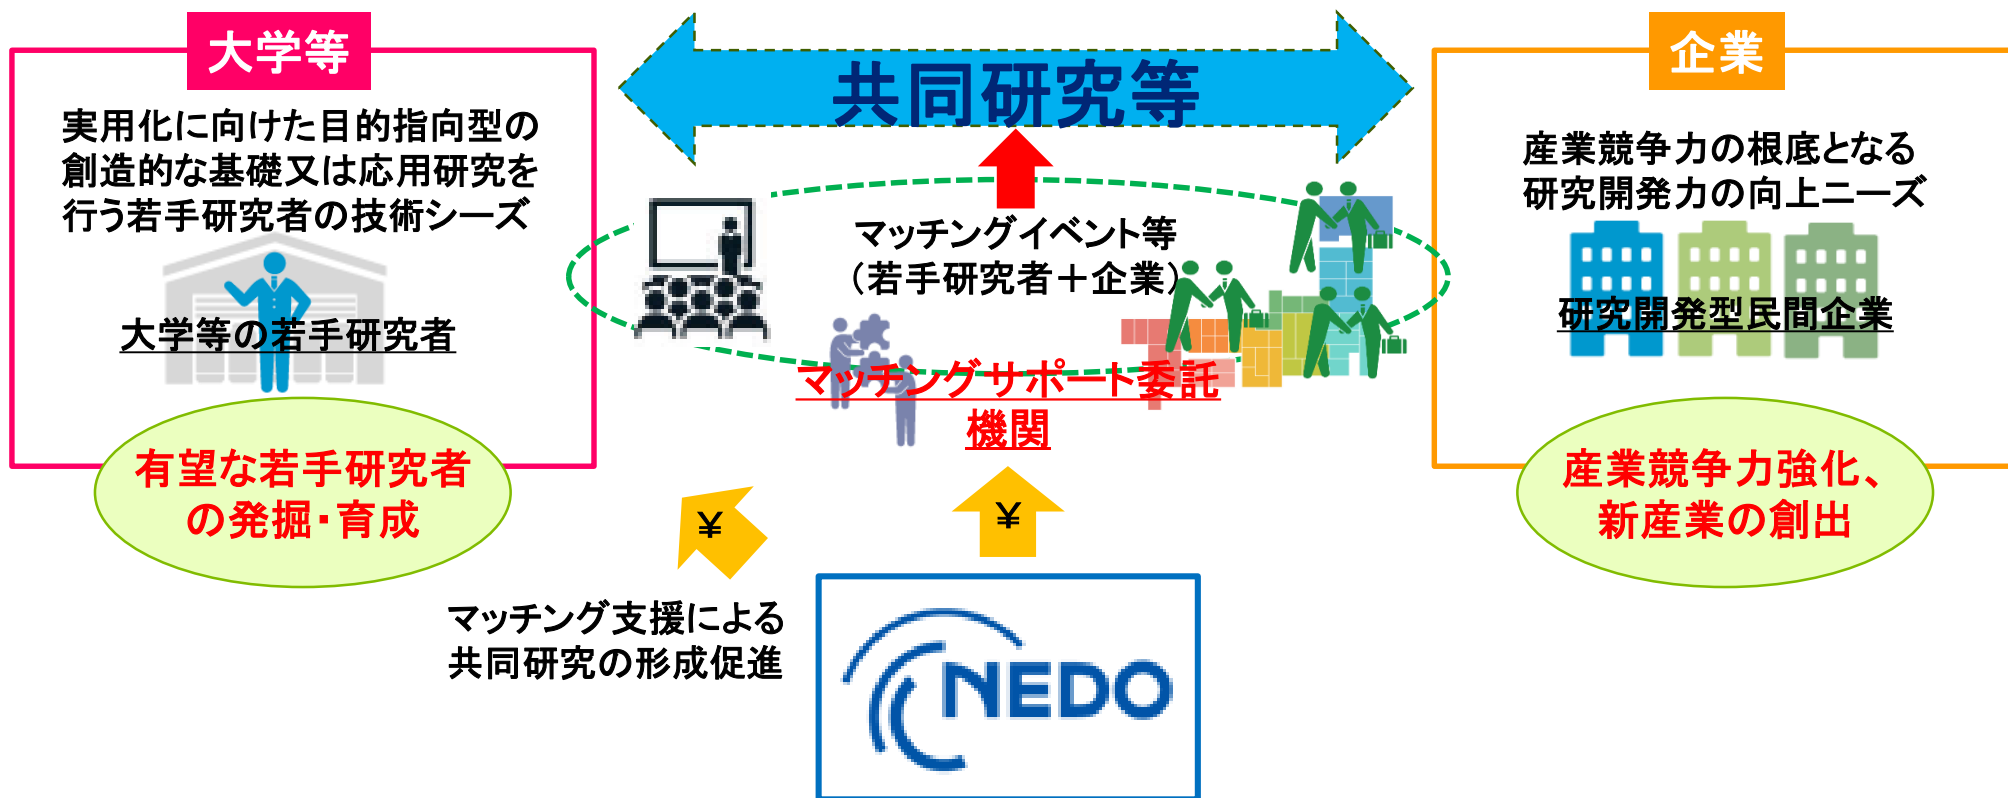 大学等
実用化に向けた目的指向型の
創造的な基礎又は応用研究を
行う若手研究者の技術シーズ
大学等の若手研究者
有望な若手研究者
の発掘・育成
共同研究等
マッチングイベント等
（若手研究者＋企業）
マッチングサポート委託
機関
企業
産業競争力の根底となる
研究開発力の向上ニーズ
研究開発型民間企業
産業競争力強化、
新産業の創出
¥
¥
マッチング支援による
共同研究の形成促進
NEDO